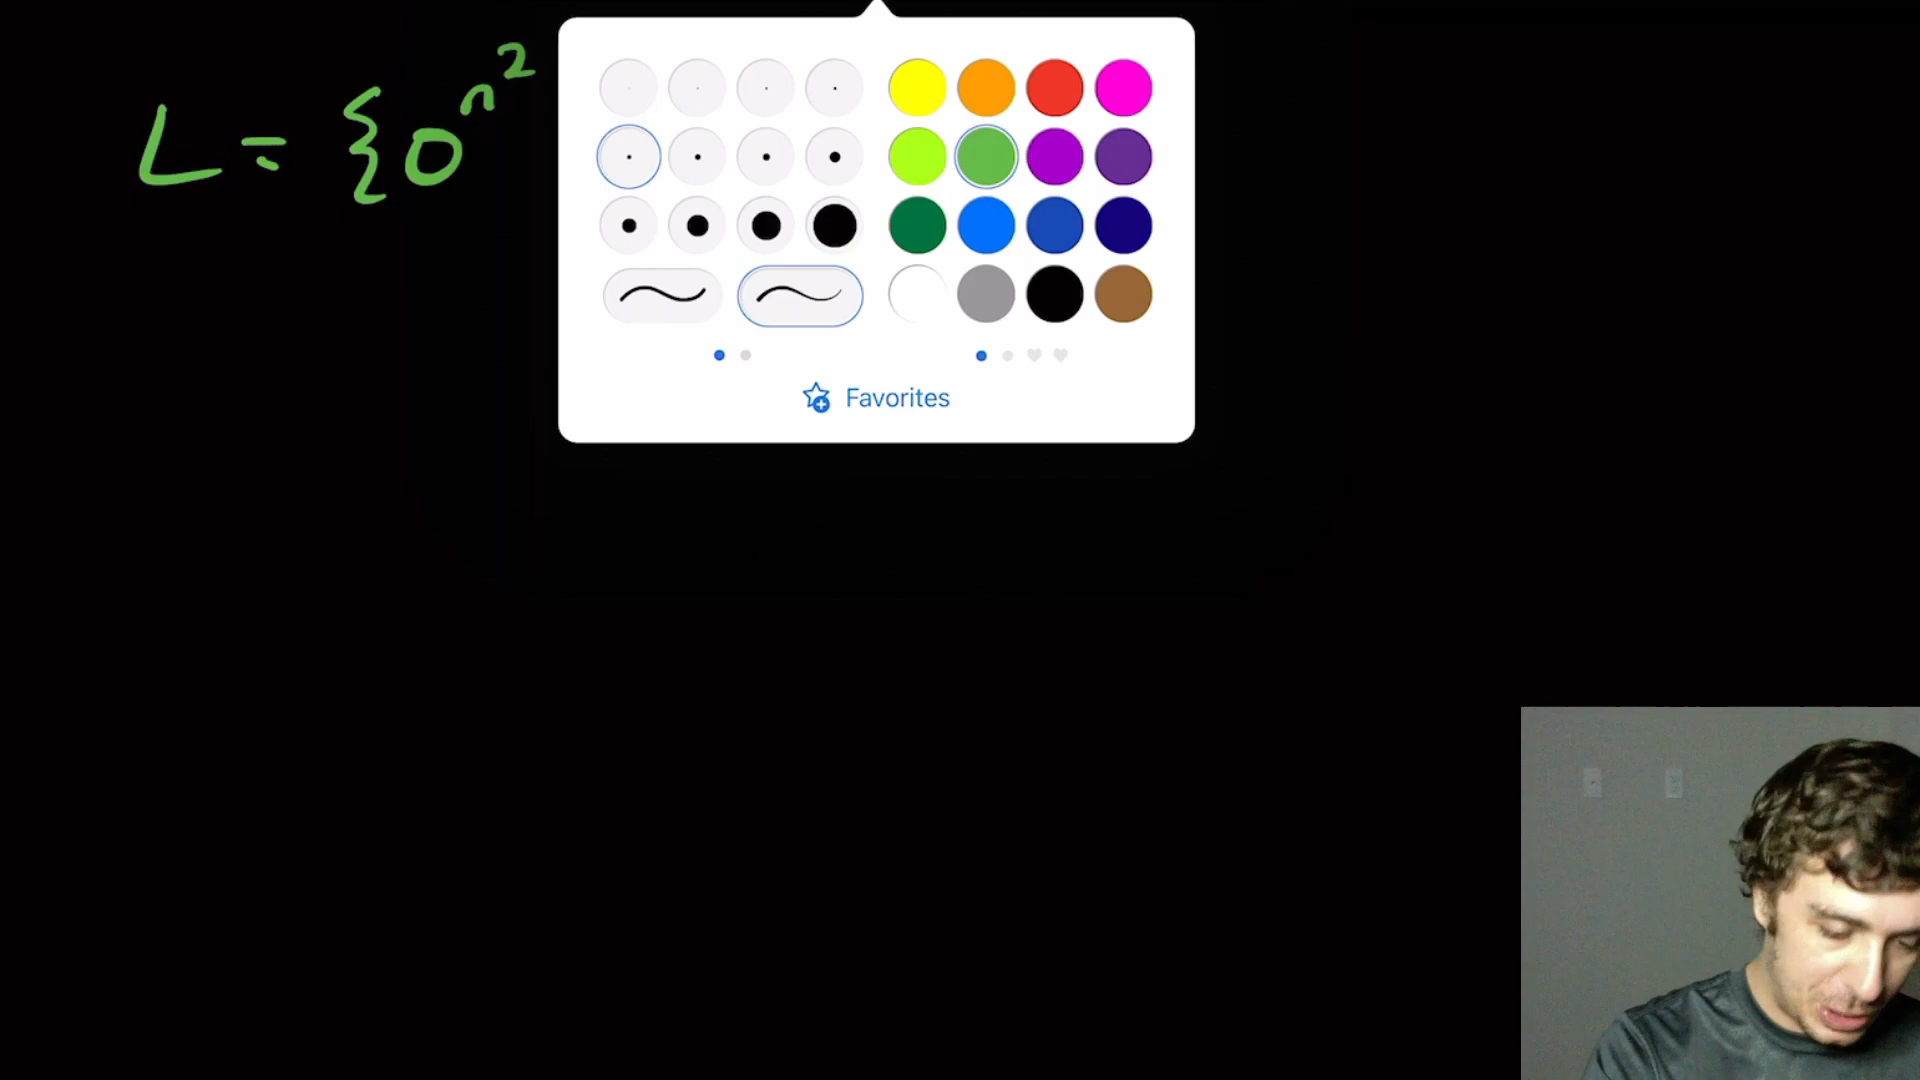 L = {0^n^2
Favorites